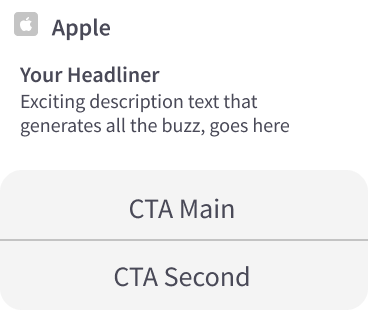 Apple
Your Headliner
Exciting description text that
generates all the buzz, goes here
CTA Main
CTA Second